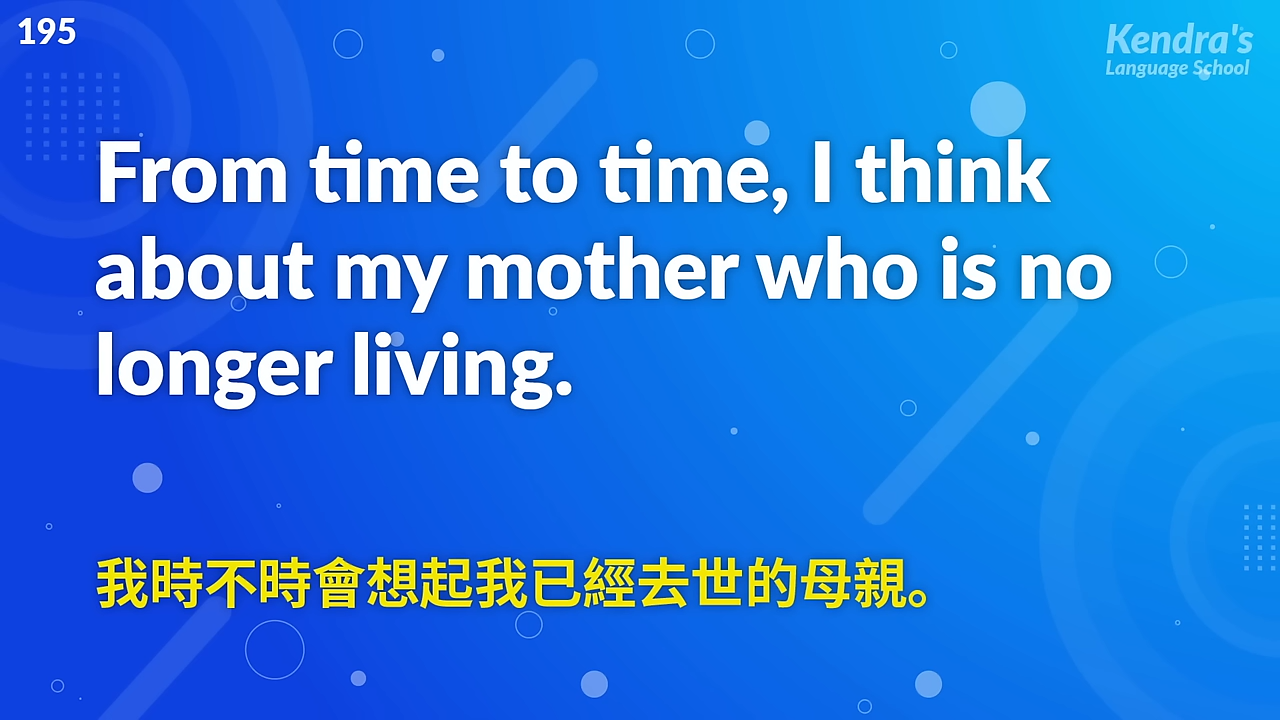 195
Kendra's
Language School
From time to time, I think
about my mother who is no
longer living.
我時不時會想起我已經去世的母親。